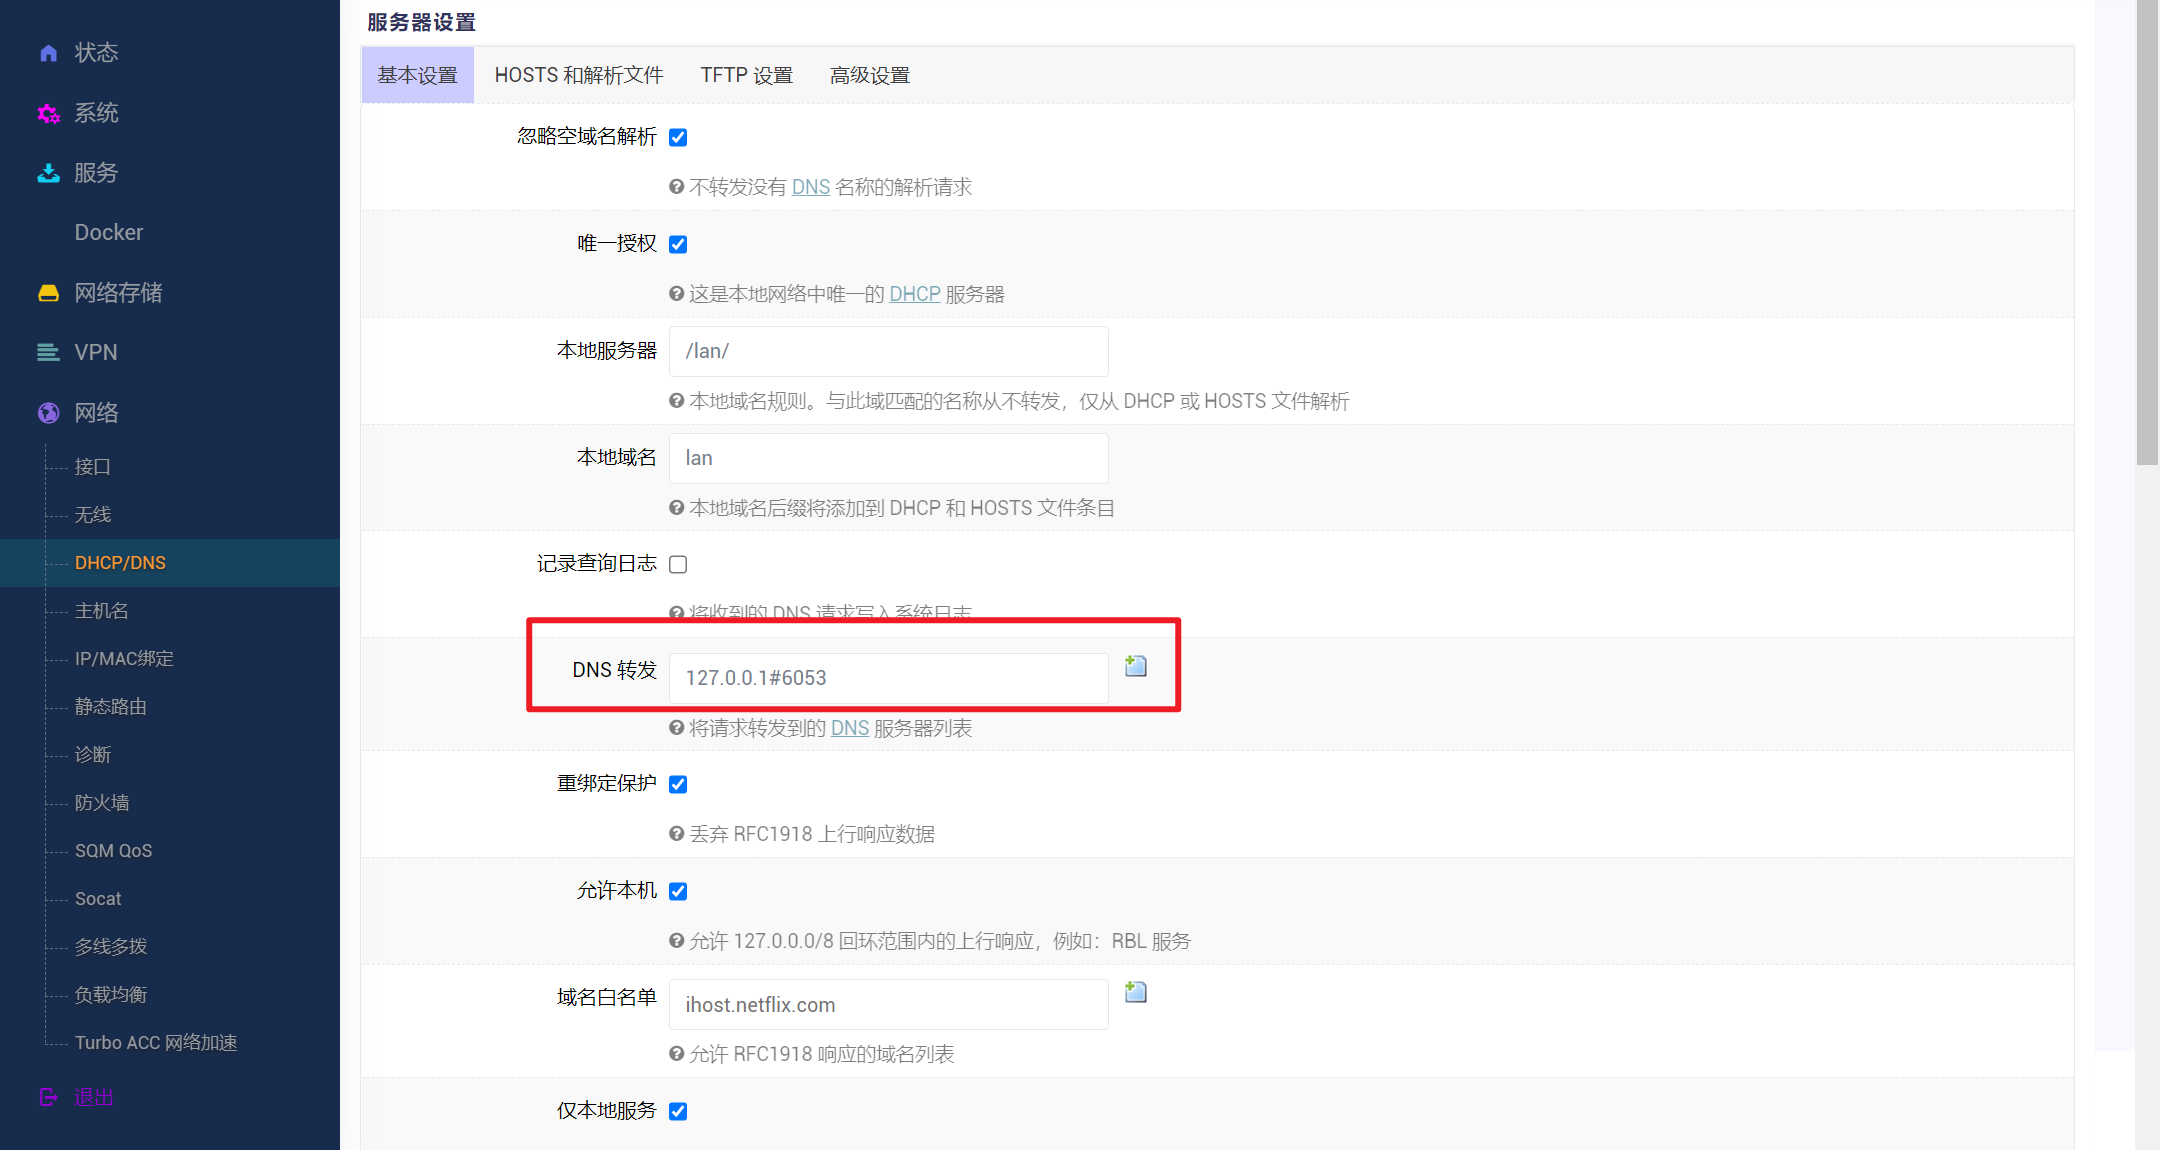 状态
系统
服务
Docker
网络存储
VPN
网络
接口
无线
DHCP/DNS
主机名
IP/MAC绑定
静态路由
诊断
防火墙
SQM QoS
Socat
多线多拨
负载均衡
Turbo ACC 网络加速
退出
服务器设置
基本设置 HOSTS 和解析文件 TFTP 设置 高级设置
忽略空域名解析
不转发没有 DNS 名称的解析请求
唯一授权
这是本地网络中唯一的 DHCP 服务器
本地服务器 /lan/
本地域名规则。与此域匹配的名称从不转发，仅从 DHCP 或 HOSTS 文件解析
本地域名 lan
本地域名后缀将添加到 DHCP 和 HOSTS 文件条目
记录查询日志
将收到的 DNS 请求写入系统日志
DNS 转发 127.0.0.1#6053
将请求转发到的 DNS 服务器列表
重绑定保护
丢弃 RFC1918 上行响应数据
允许本机
允许 127.0.0.0/8 回环范围内的上行响应，例如：RBL 服务
域名白名单 ihost.netflix.com
允许 RFC1918 响应的域名列表
仅本地服务